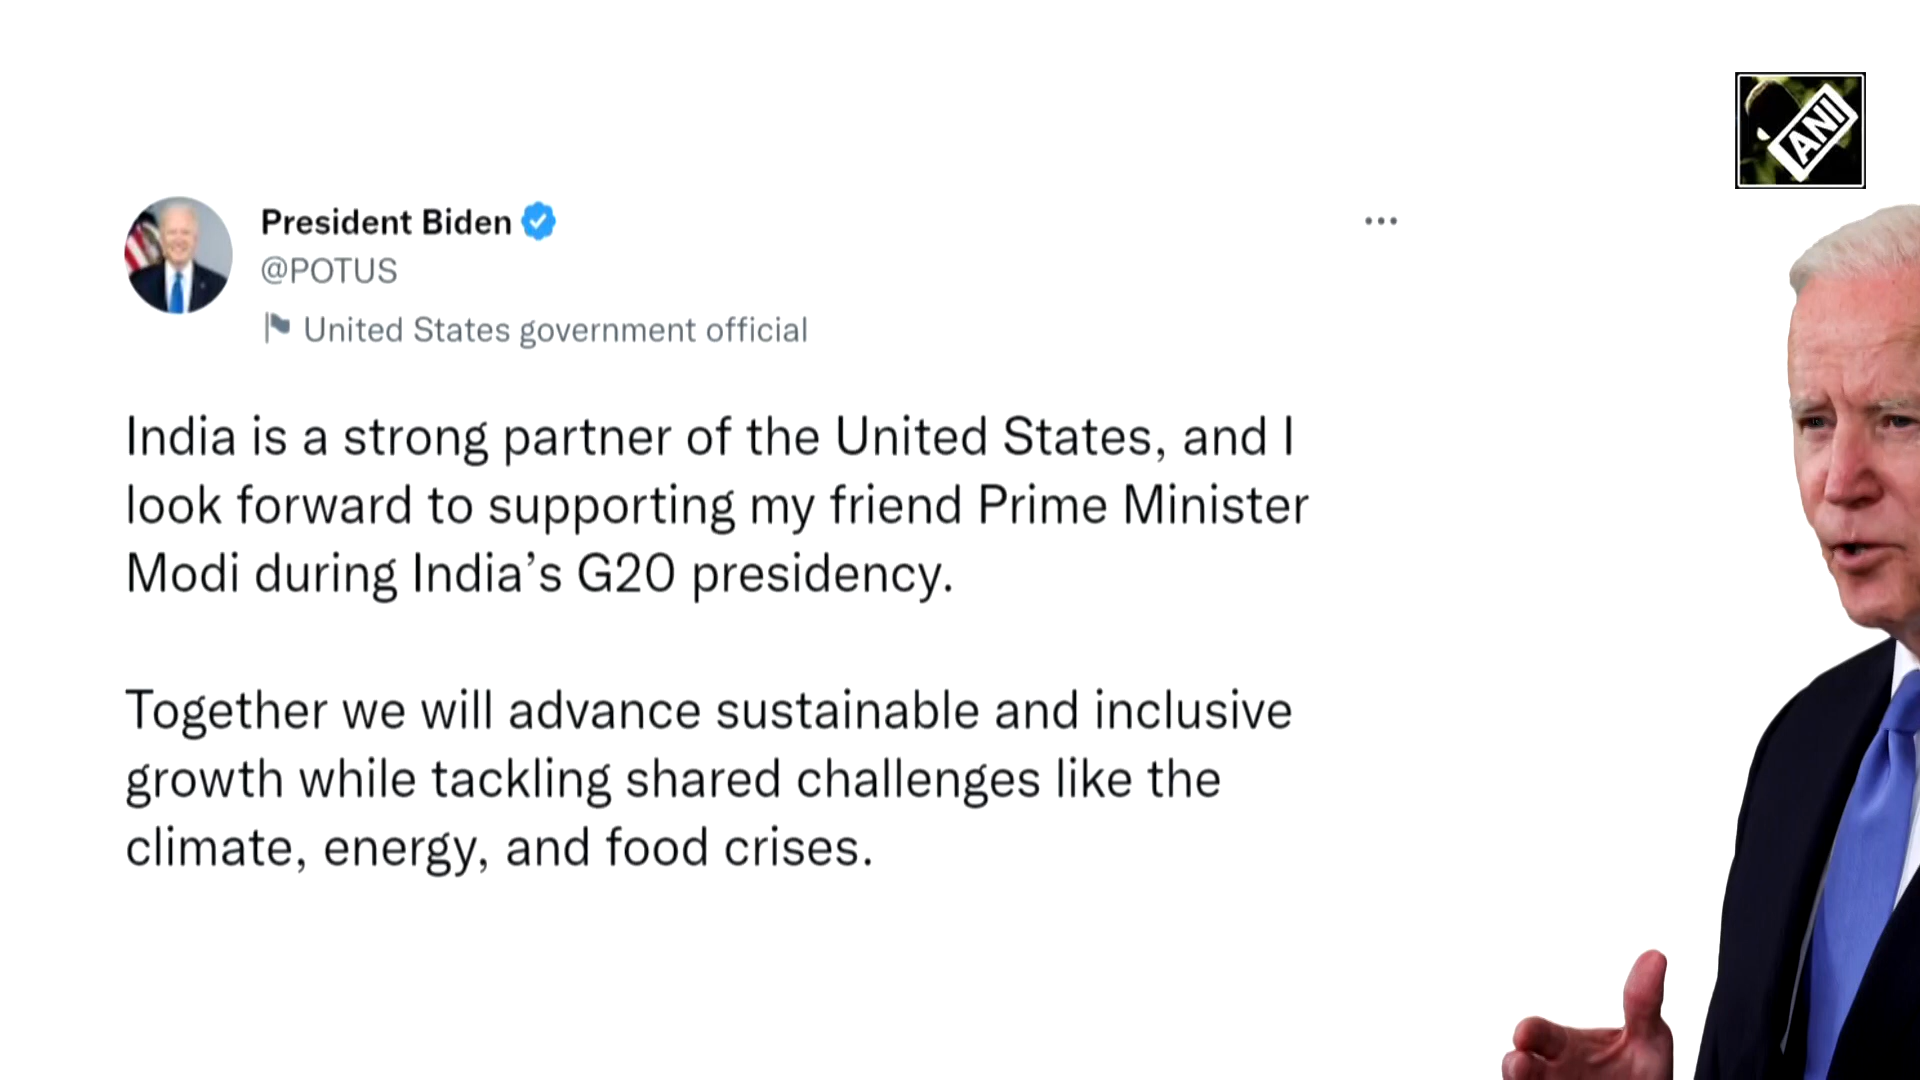 ANI
President Biden
@POTUS
United States government official
India is a strong partner of the United States, and I
look forward to supporting my friend Prime Minister
Modi during India’s G20 presidency.
Together we will advance sustainable and inclusive
growth while tackling shared challenges like the
climate, energy, and food crises.